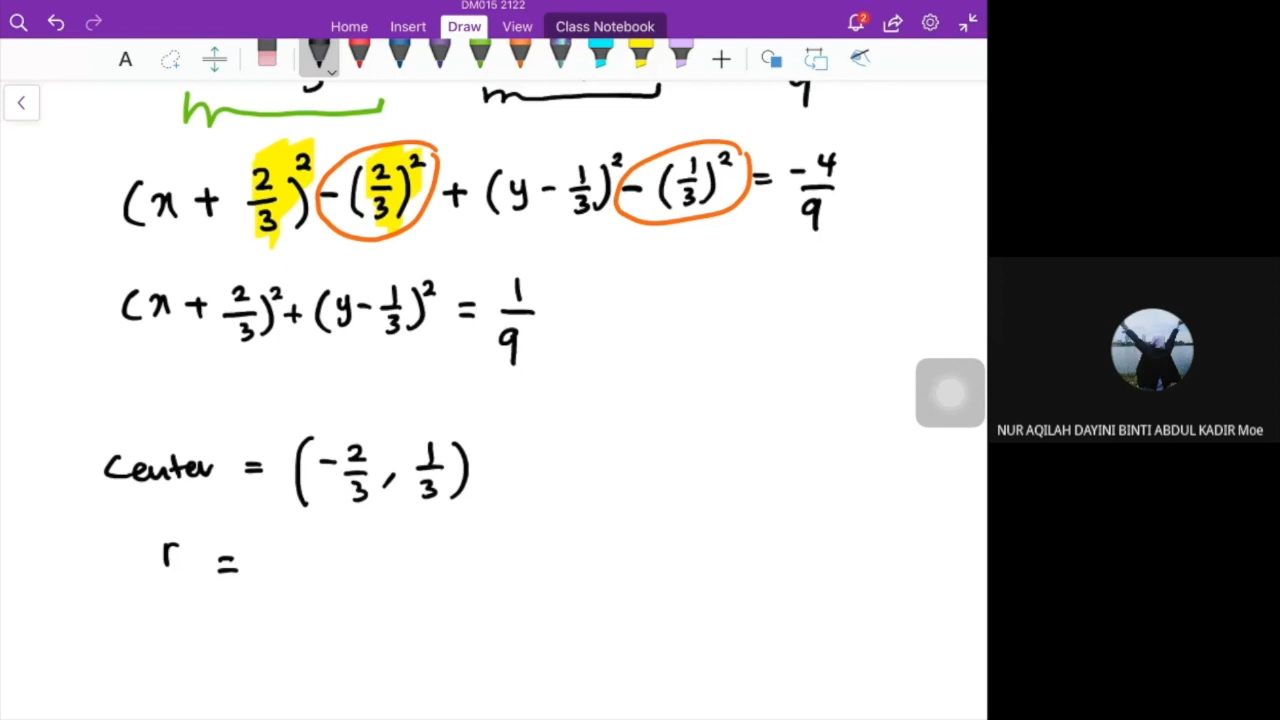 DM015 2122
Home Insert Draw View Class Notebook
2
A
9
(x + 2/3)² - (2/3)² + (y - 1/3)² - (1/3)² = -4/9
(x + 2/3)² + (y - 1/3)² = 1/9
Center = (-2/3, 1/3)
r =
NUR AQILAH DAYINI BINTI ABDUL KADIR Moe